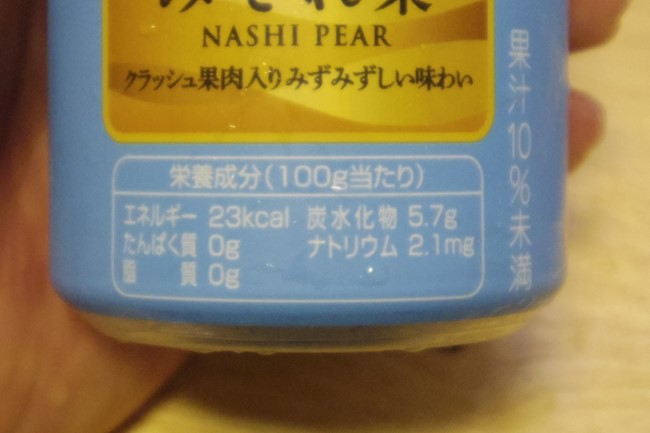 NASHI PEAR
クラッシュ果肉入りみずみずしい味わい
栄養成分(100g当たり)
エネルギー 23kcal 炭水化物 5.7g
たんぱく質 0g ナトリウム 2.1mg
脂質 0g
果汁10%未満